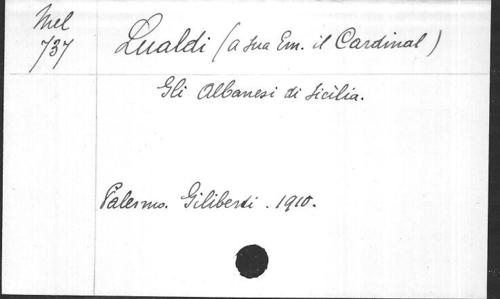 Mel
737
Lualdi (a sua Em. il Cardinal)
Gli Albanesi di Sicilia.
Palermo. Giliberti. 1910.